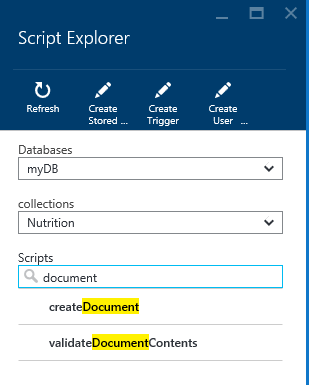 Script Explorer
Refresh
Create Stored ...
Create Trigger
Create User ...
Databases
myDB
collections
Nutrition
Scripts
document
createDocument
validateDocumentContents